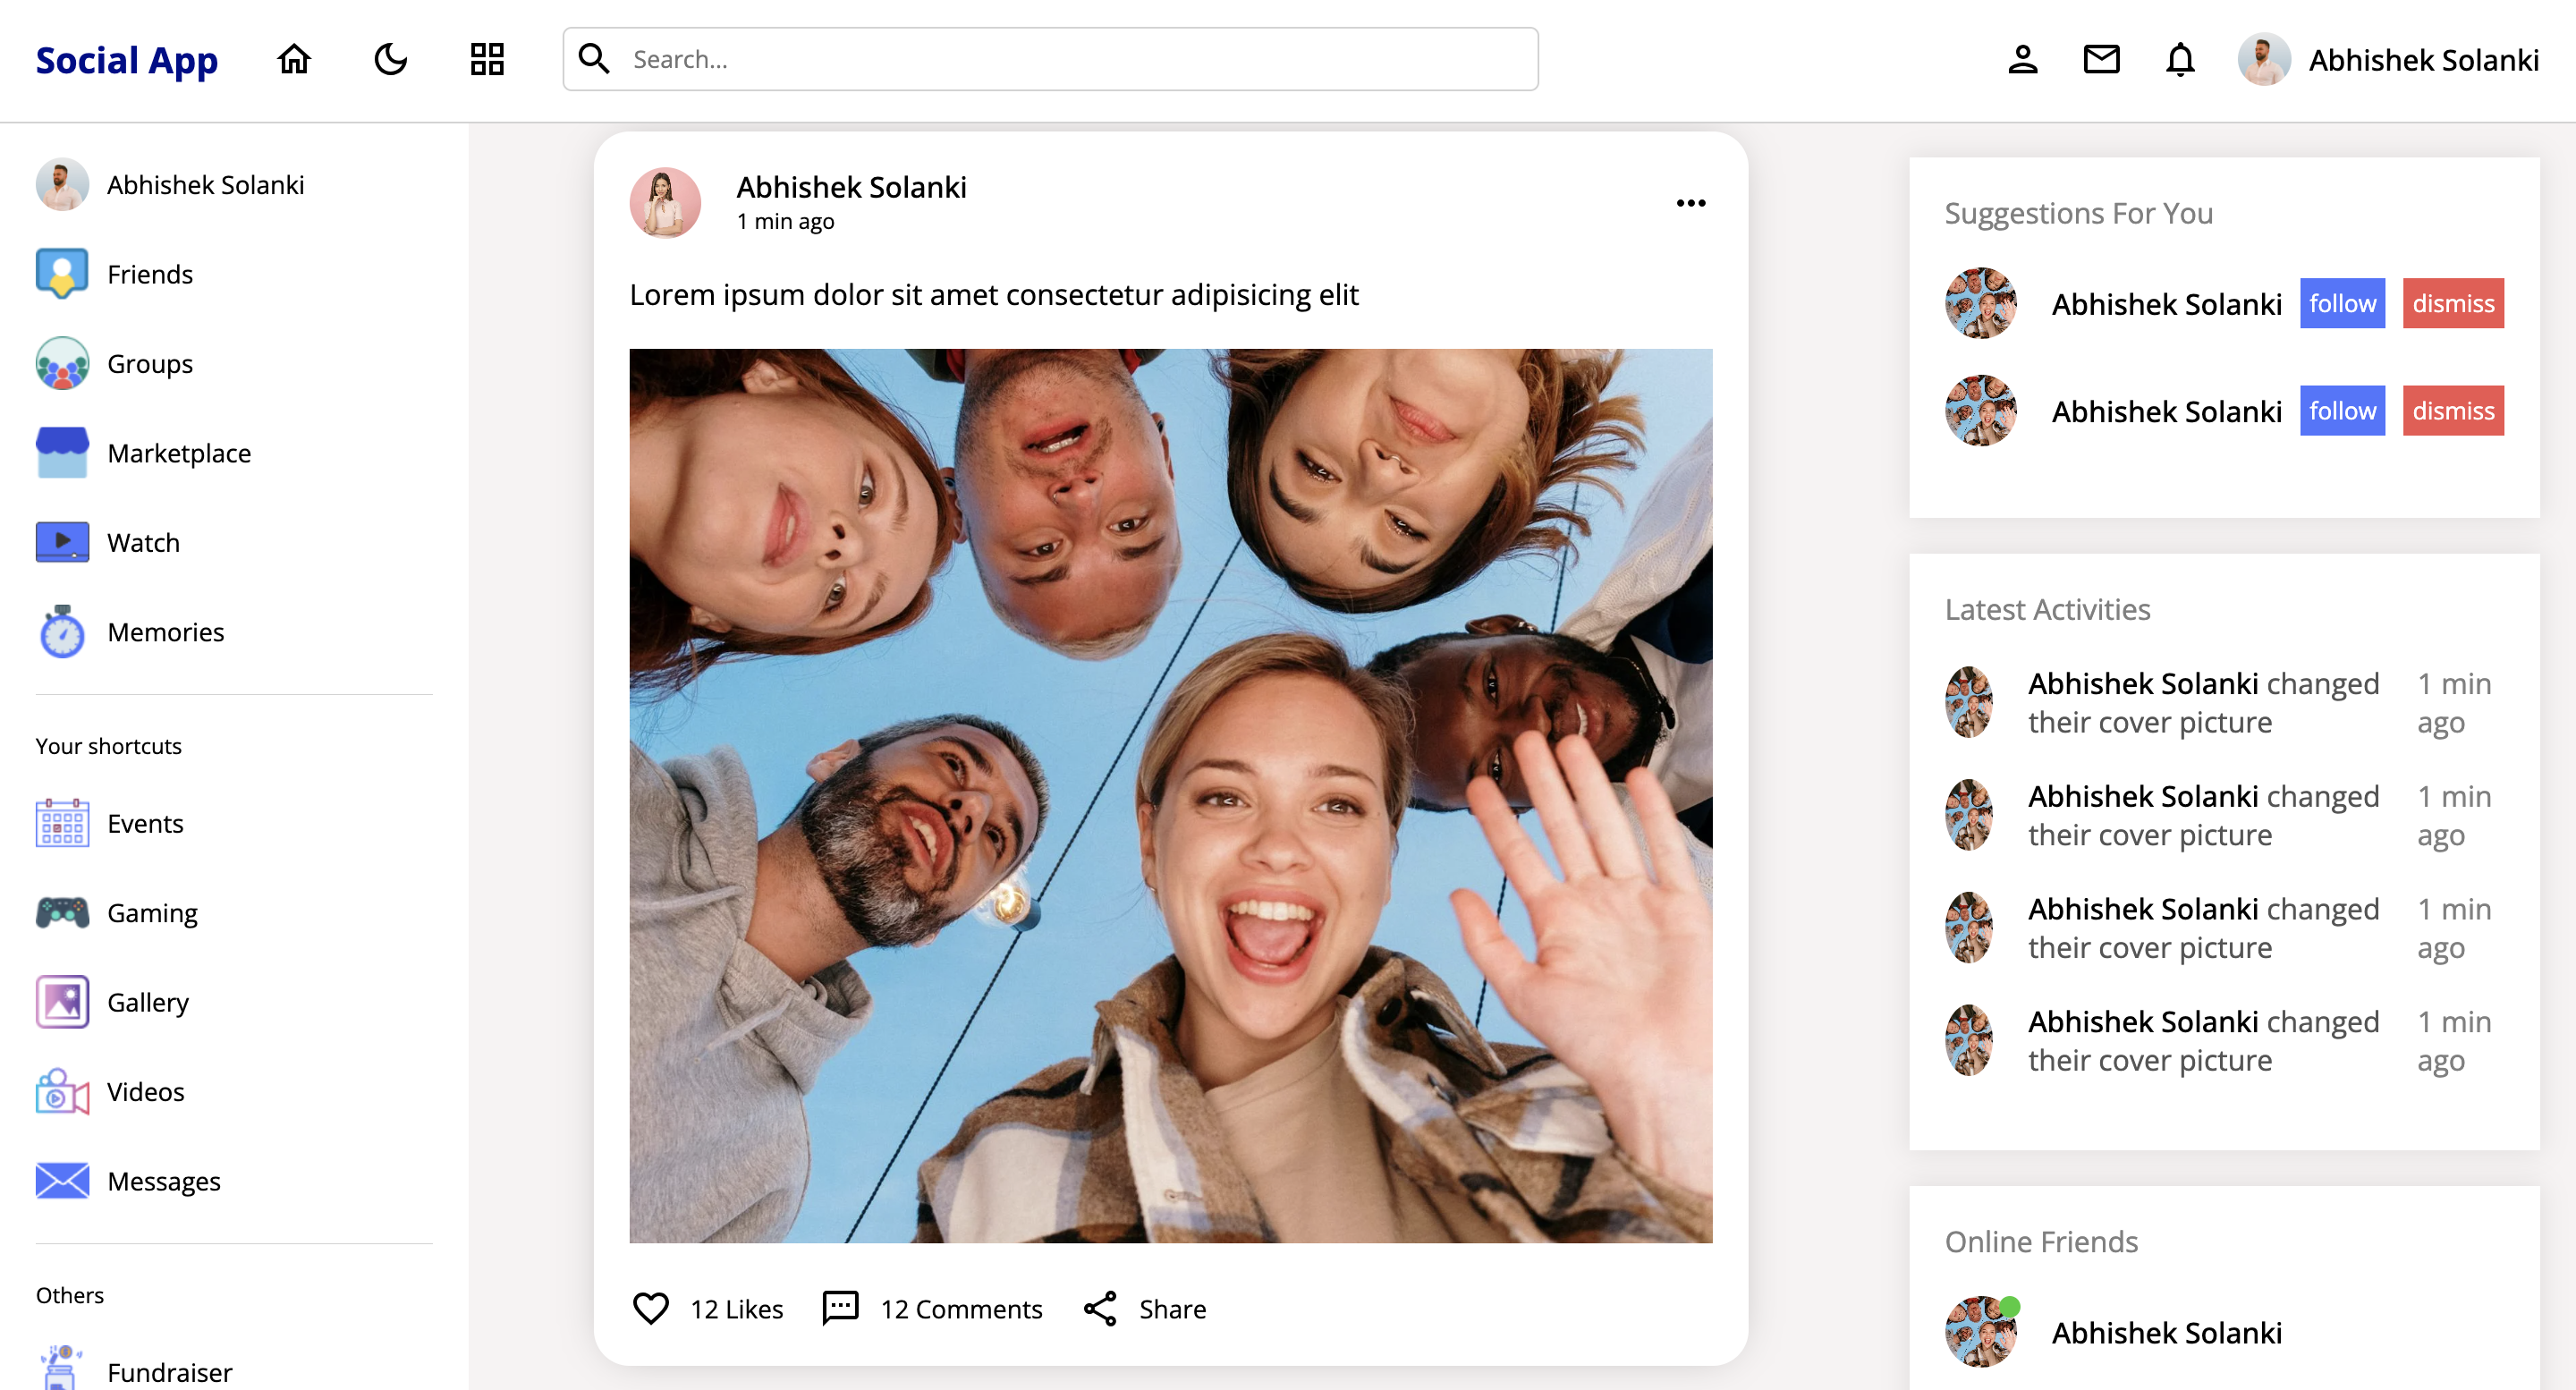 Social App
Search...
Abhishek Solanki
Abhishek Solanki
Friends
Groups
Marketplace
Watch
Memories
Your shortcuts
Events
Gaming
Gallery
Videos
Messages
Others
Fundraiser
Abhishek Solanki
1 min ago
Lorem ipsum dolor sit amet consectetur adipisicing elit
12 Likes
12 Comments
Share
Suggestions For You
Abhishek Solanki follow dismiss
Abhishek Solanki follow dismiss
Latest Activities
Abhishek Solanki changed 1 min
their cover picture ago
Abhishek Solanki changed 1 min
their cover picture ago
Abhishek Solanki changed 1 min
their cover picture ago
Abhishek Solanki changed 1 min
their cover picture ago
Online Friends
Abhishek Solanki